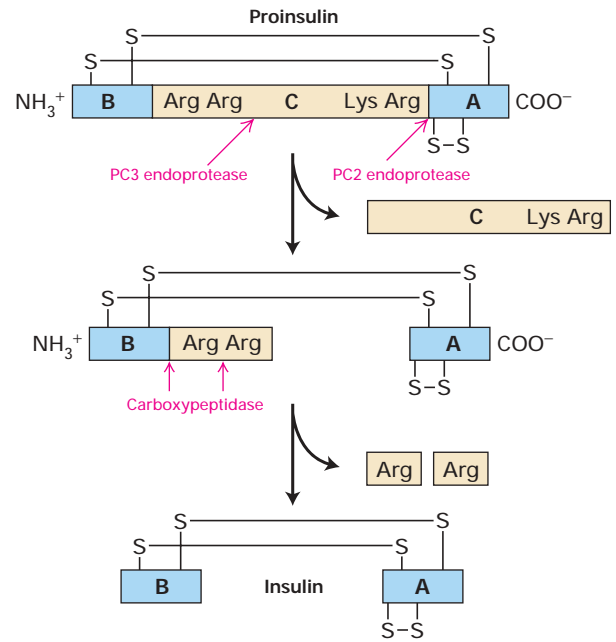 Proinsulin
S S
S S
NH₃⁺ B Arg Arg C Lys Arg A COO⁻
S–S
PC3 endoprotease PC2 endoprotease
C Lys Arg
S S
S S
NH₃⁺ B Arg Arg A COO⁻
S–S
Carboxypeptidase
Arg Arg
S S
S S
B Insulin A
S–S